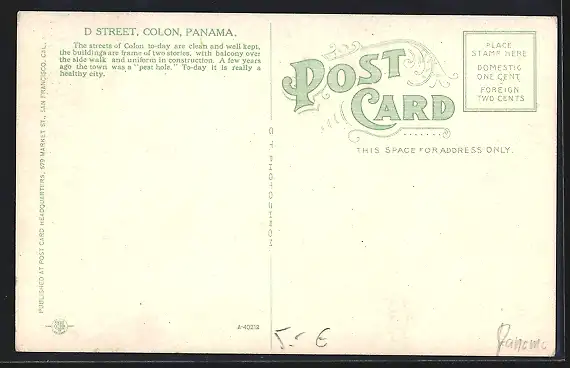 D STREET, COLON, PANAMA.
The streets of Colon to-day are clean and well kept,
the buildings are frame of two stories, with balcony over
the side walk and uniform in construction. A few years
ago the town was a "pest hole." To-day it is really a
healthy city.
POST
CARD
THIS SPACE FOR ADDRESS ONLY.
PLACE
STAMP HERE
DOMESTIC
ONE CENT
FOREIGN
TWO CENTS
PUBLISHED AT POST CARD HEADQUARTERS, 979 MARKET ST., SAN FRANCISCO, CAL.
A-40218
5.- €
Panama